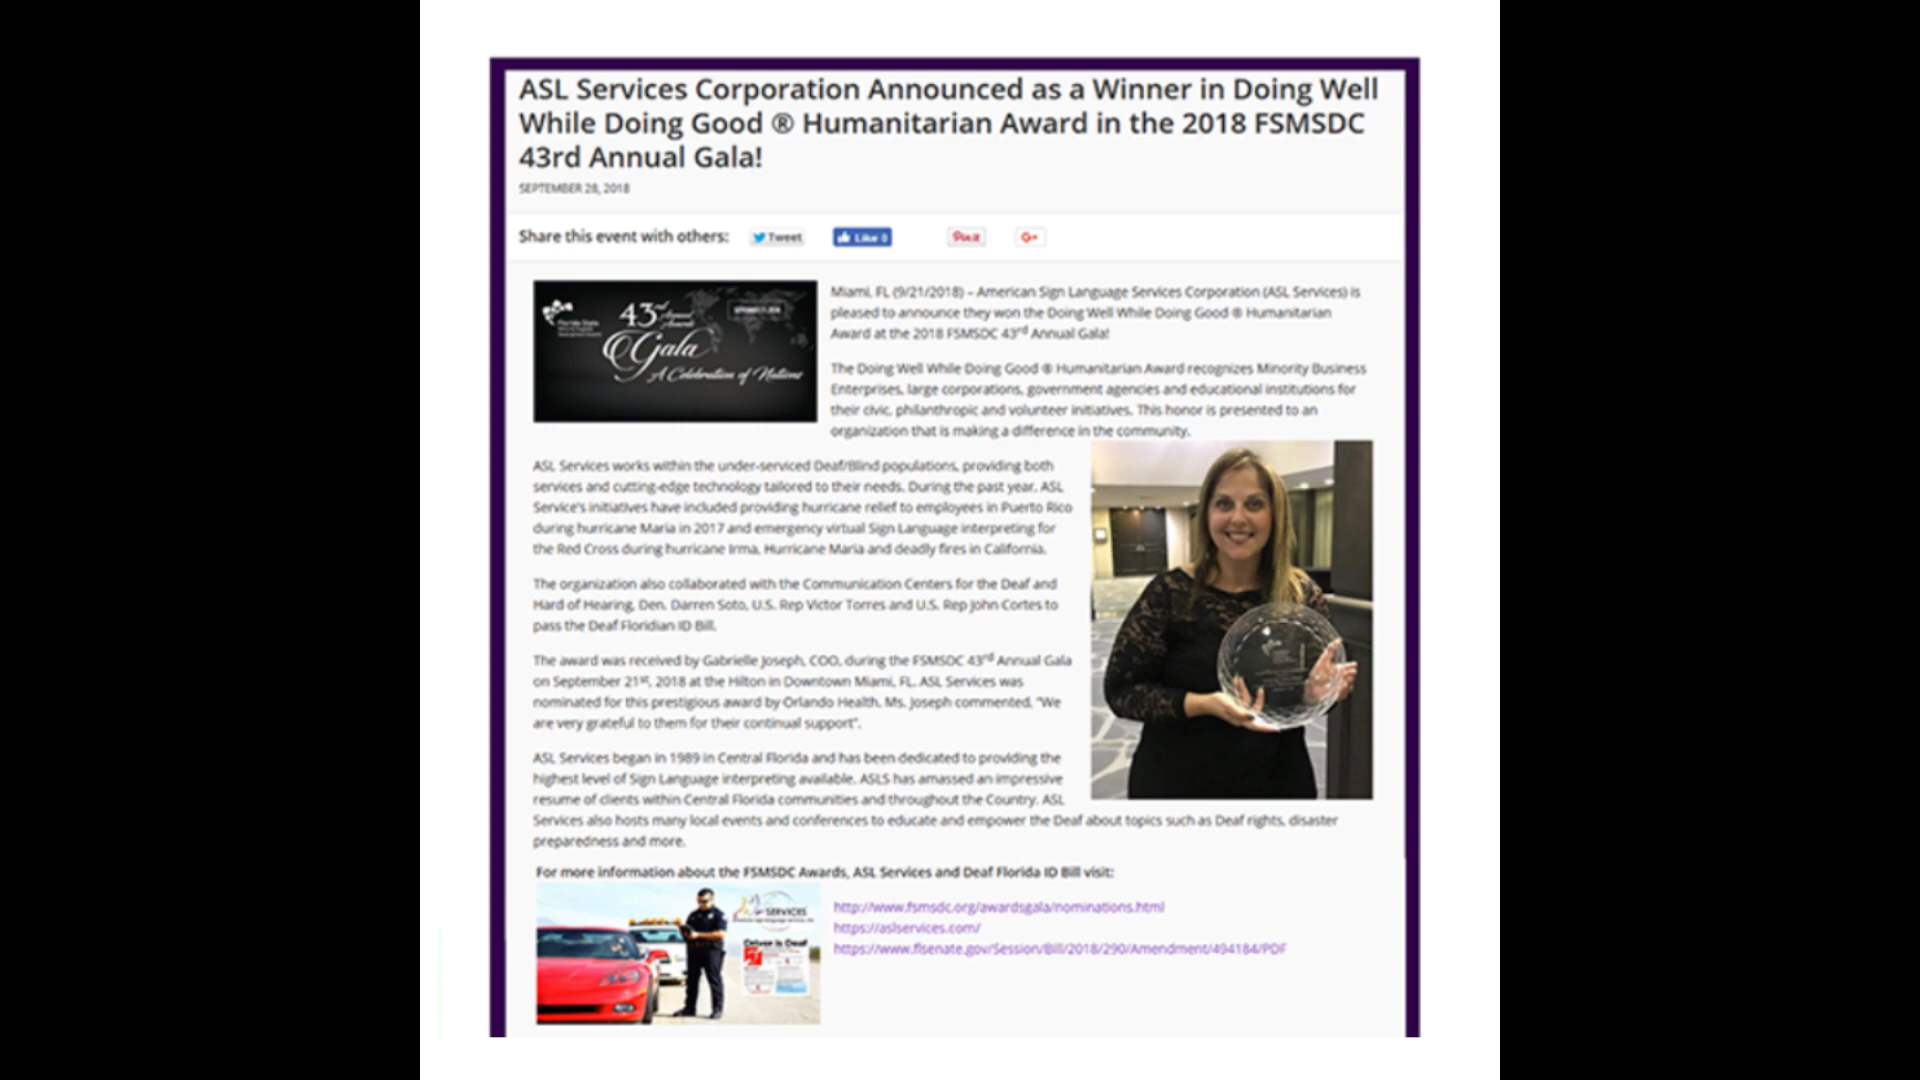 ASL Services Corporation Announced as a Winner in Doing Well
While Doing Good ® Humanitarian Award in the 2018 FSMSDC
43rd Annual Gala!
SEPTEMBER 28, 2018
Share this event with others:
Tweet
Like 0
Pin it
G+
43rd Annual
Awards
Gala
A Celebration of Nations
Florida State
Miami, FL (9/21/2018) – American Sign Language Services Corporation (ASL Services) is
pleased to announce they won the Doing Well While Doing Good ® Humanitarian
Award at the 2018 FSMSDC 43rd Annual Gala!
The Doing Well While Doing Good ® Humanitarian Award recognizes Minority Business
Enterprises, large corporations, government agencies and educational institutions for
their civic, philanthropic and volunteer initiatives. This honor is presented to an
organization that is making a difference in the community.
ASL Services works within the under-serviced Deaf/Blind populations, providing both
services and cutting-edge technology tailored to their needs. During the past year, ASL
Service's initiatives have included providing hurricane relief to employees in Puerto Rico
during hurricane Maria in 2017 and emergency virtual Sign Language interpreting for
the Red Cross during hurricane Irma, Hurricane Maria and deadly fires in California.
The organization also collaborated with the Communication Centers for the Deaf and
Hard of Hearing, Den. Darren Soto, U.S. Rep Victor Torres and U.S. Rep John Cortes to
pass the Deaf Floridian ID Bill.
The award was received by Gabrielle Joseph, COO, during the FSMSDC 43rd Annual Gala
on September 21st, 2018 at the Hilton in Downtown Miami, FL. ASL Services was
nominated for this prestigious award by Orlando Health. Ms. Joseph commented, "We
are very grateful to them for their continual support".
ASL Services began in 1989 in Central Florida and has been dedicated to providing the
highest level of Sign Language interpreting available. ASLS has amassed an impressive
resume of clients within Central Florida communities and throughout the Country. ASL
Services also hosts many local events and conferences to educate and empower the Deaf about topics such as Deaf rights, disaster
preparedness and more.
For more information about the FSMSDC Awards, ASL Services and Deaf Florida ID Bill visit:
SERVICES
Driver is Deaf
http://www.fsmsdc.org/awardsgala/nominations.html
https://aslservices.com/
https://www.flsenate.gov/Session/Bill/2018/290/Amendment/494184/PDF